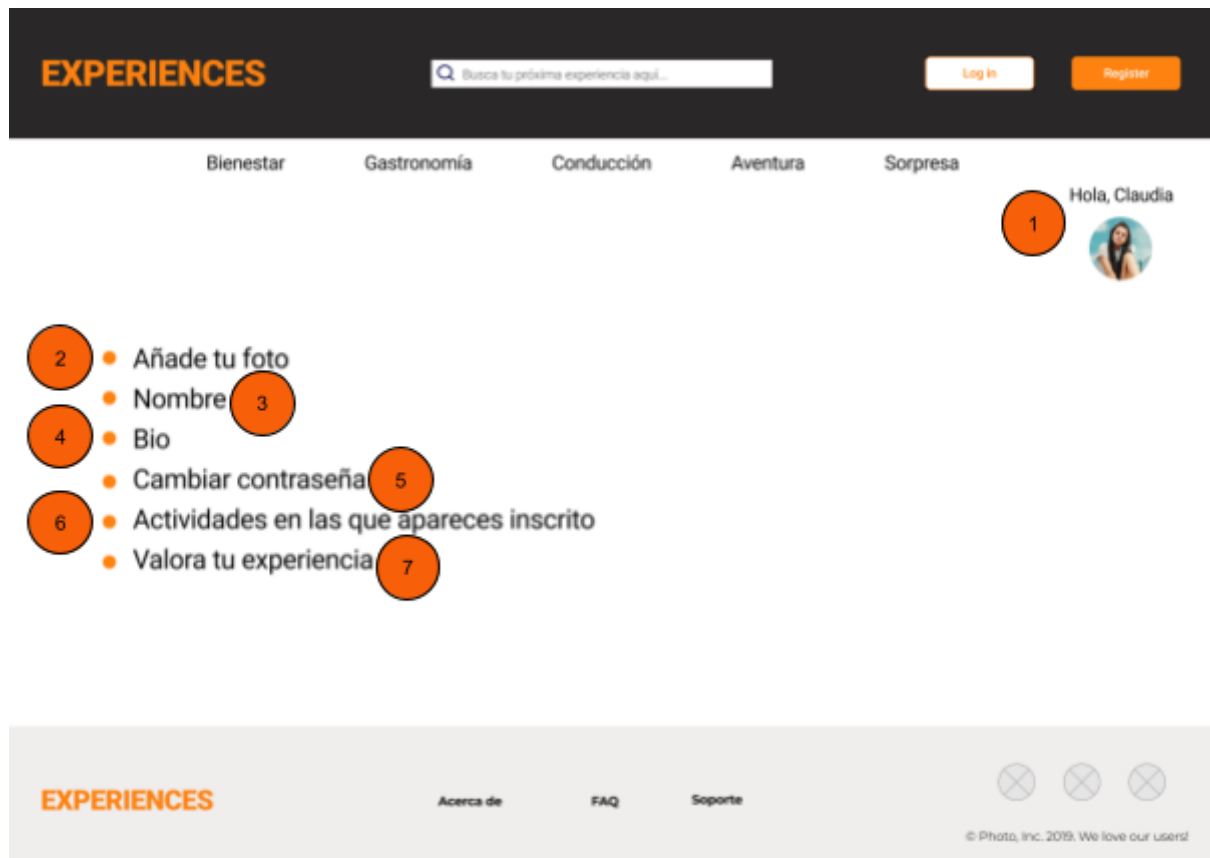 EXPERIENCES
Busca tu próxima experiencia aquí...
Log in
Register
Bienestar Gastronomía Conducción Aventura Sorpresa
Hola, Claudia
1
2 Añade tu foto
Nombre 3
4 Bio
Cambiar contraseña 5
6 Actividades en las que apareces inscrito
Valora tu experiencia 7
EXPERIENCES
Acerca de FAQ Soporte
© Photo, Inc. 2019. We love our users!